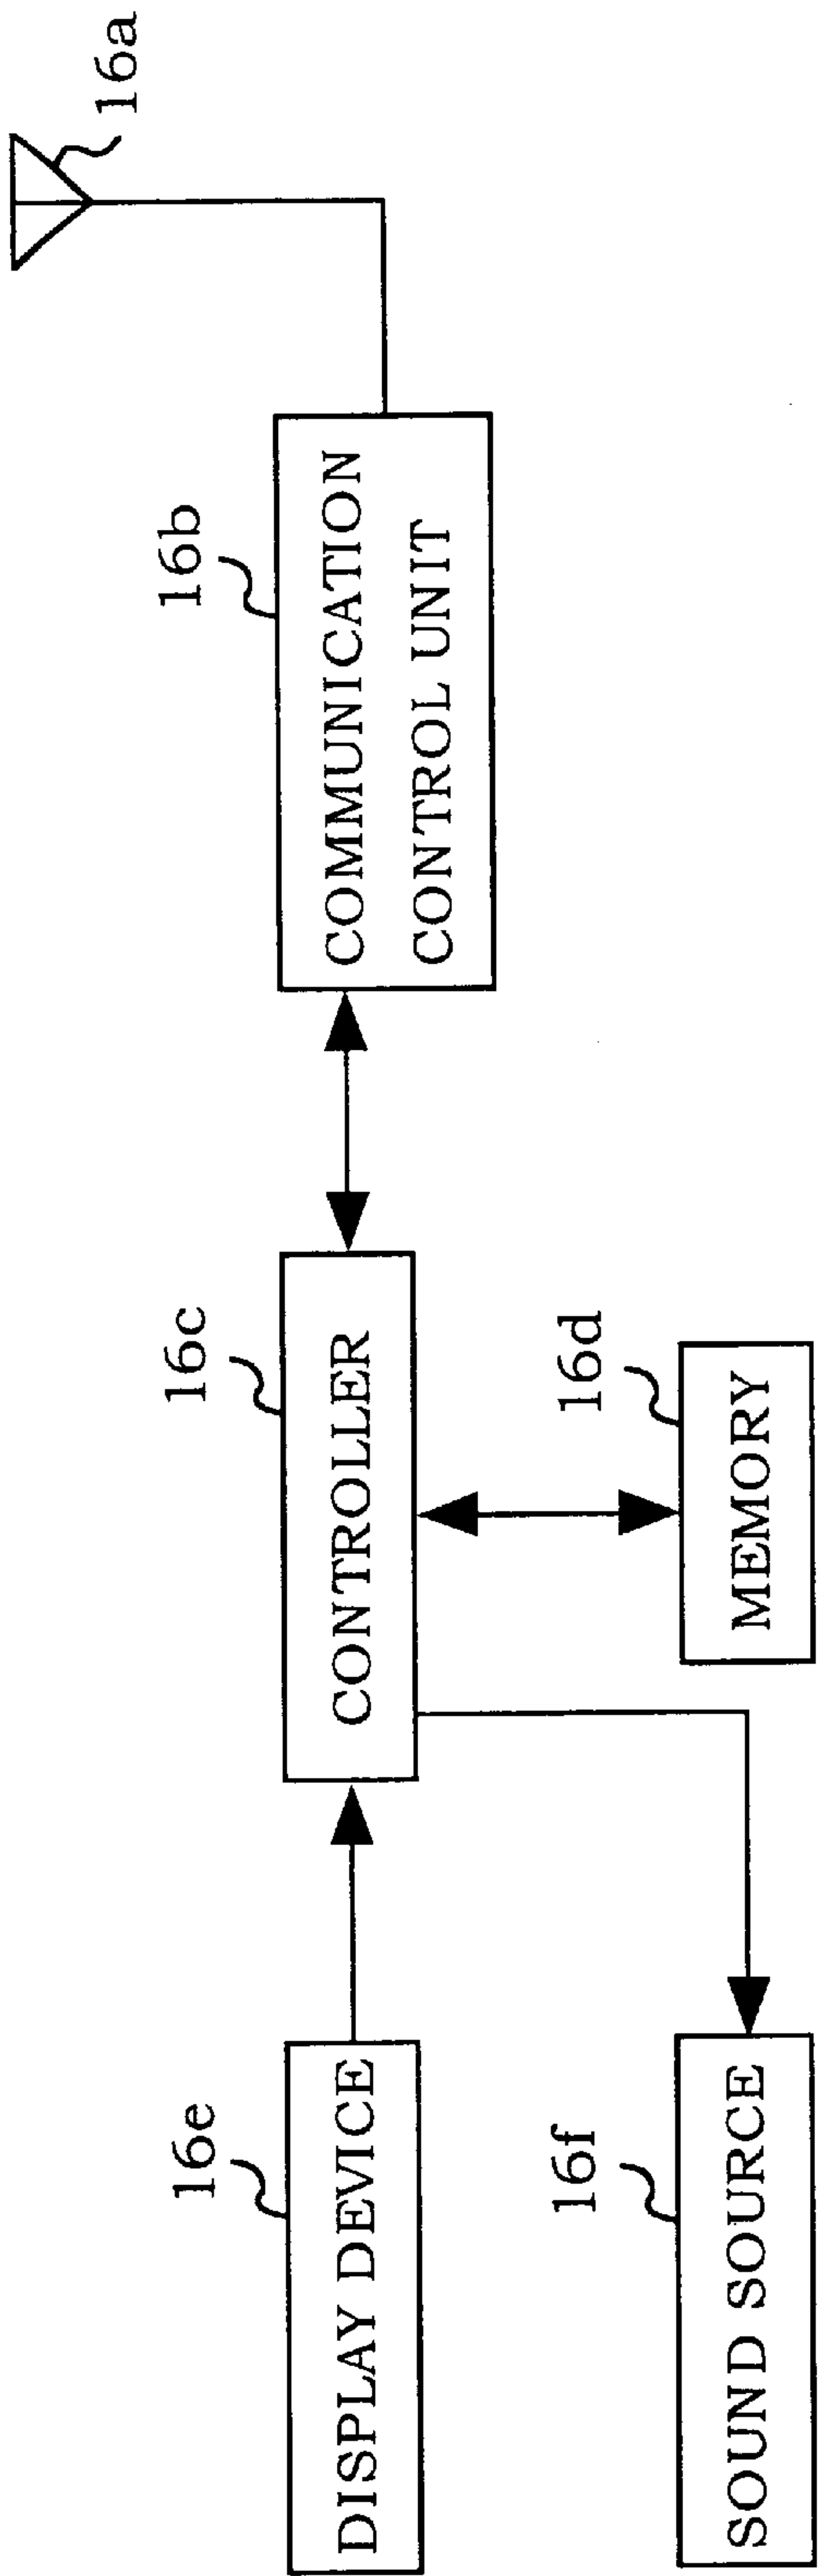 16a
16b
COMMUNICATION
CONTROL UNIT
16c
CONTROLLER
16d
MEMORY
16e
DISPLAY DEVICE
16f
SOUND SOURCE